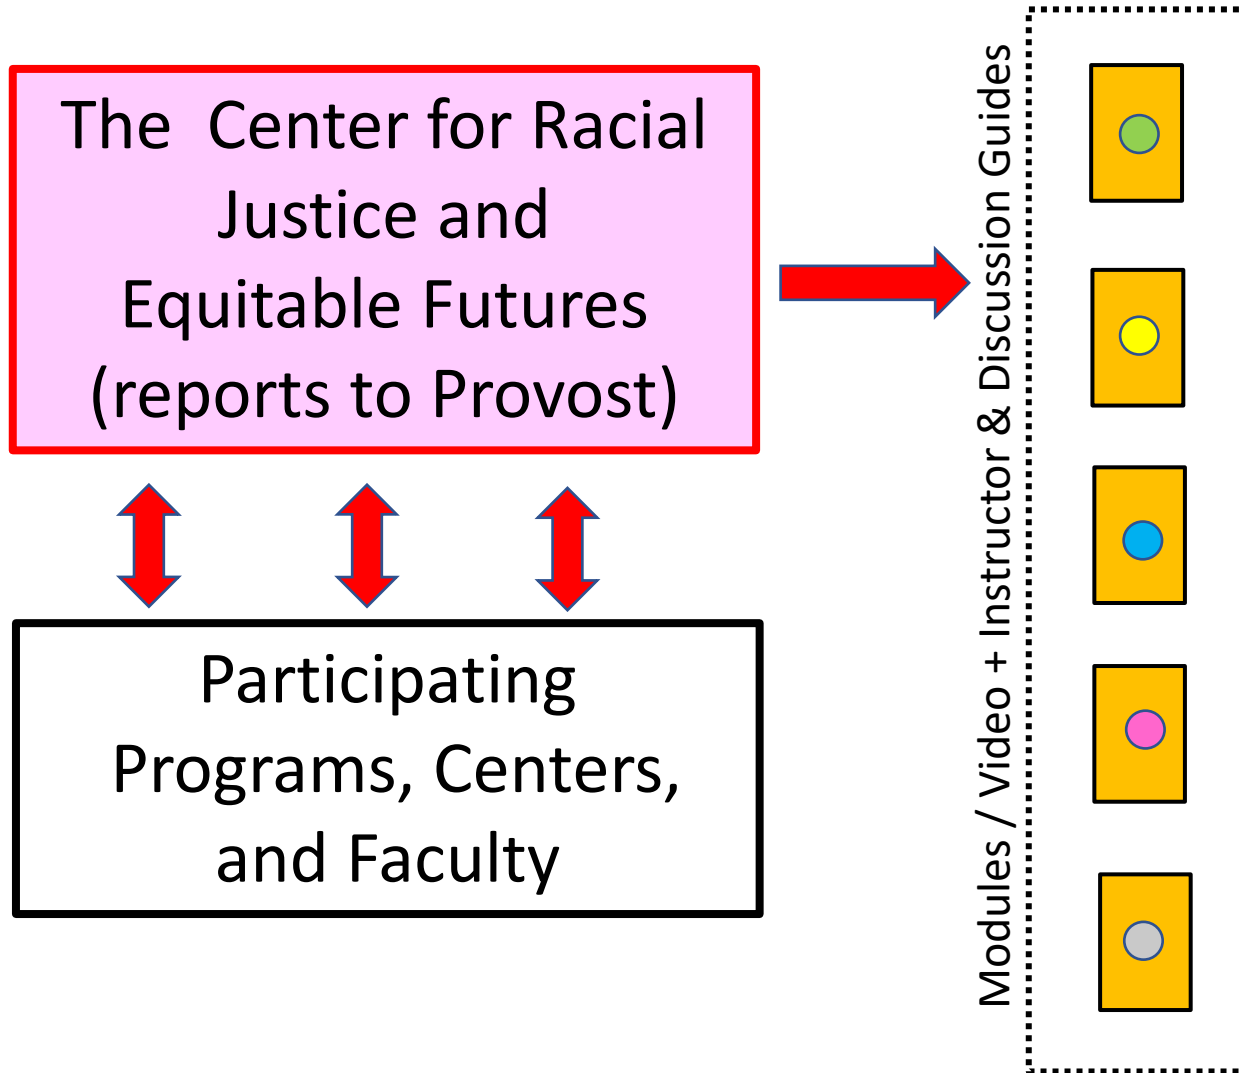 The Center for Racial
Justice and
Equitable Futures
(reports to Provost)
Participating
Programs, Centers,
and Faculty
Modules / Video + Instructor & Discussion Guides